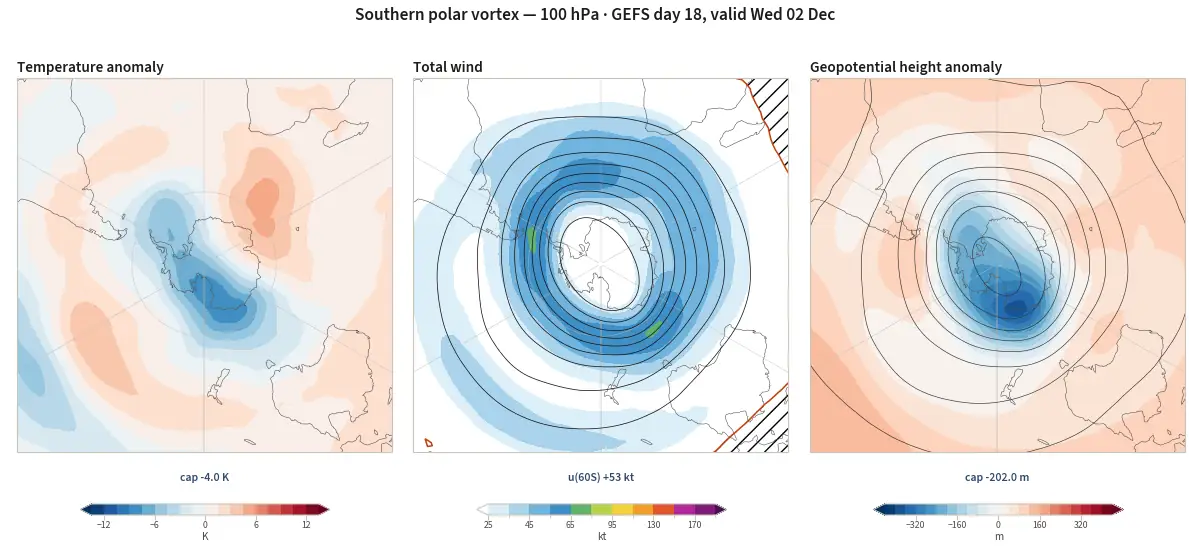 Southern polar vortex — 100 hPa · GEFS day 18, valid Wed 02 Dec
Temperature anomaly
Total wind
Geopotential height anomaly
cap -4.0 K
u(60S) +53 kt
cap -202.0 m
−12 −6 0 6 12
K
25 45 65 95 130 170
kt
−320 −160 0 160 320
m